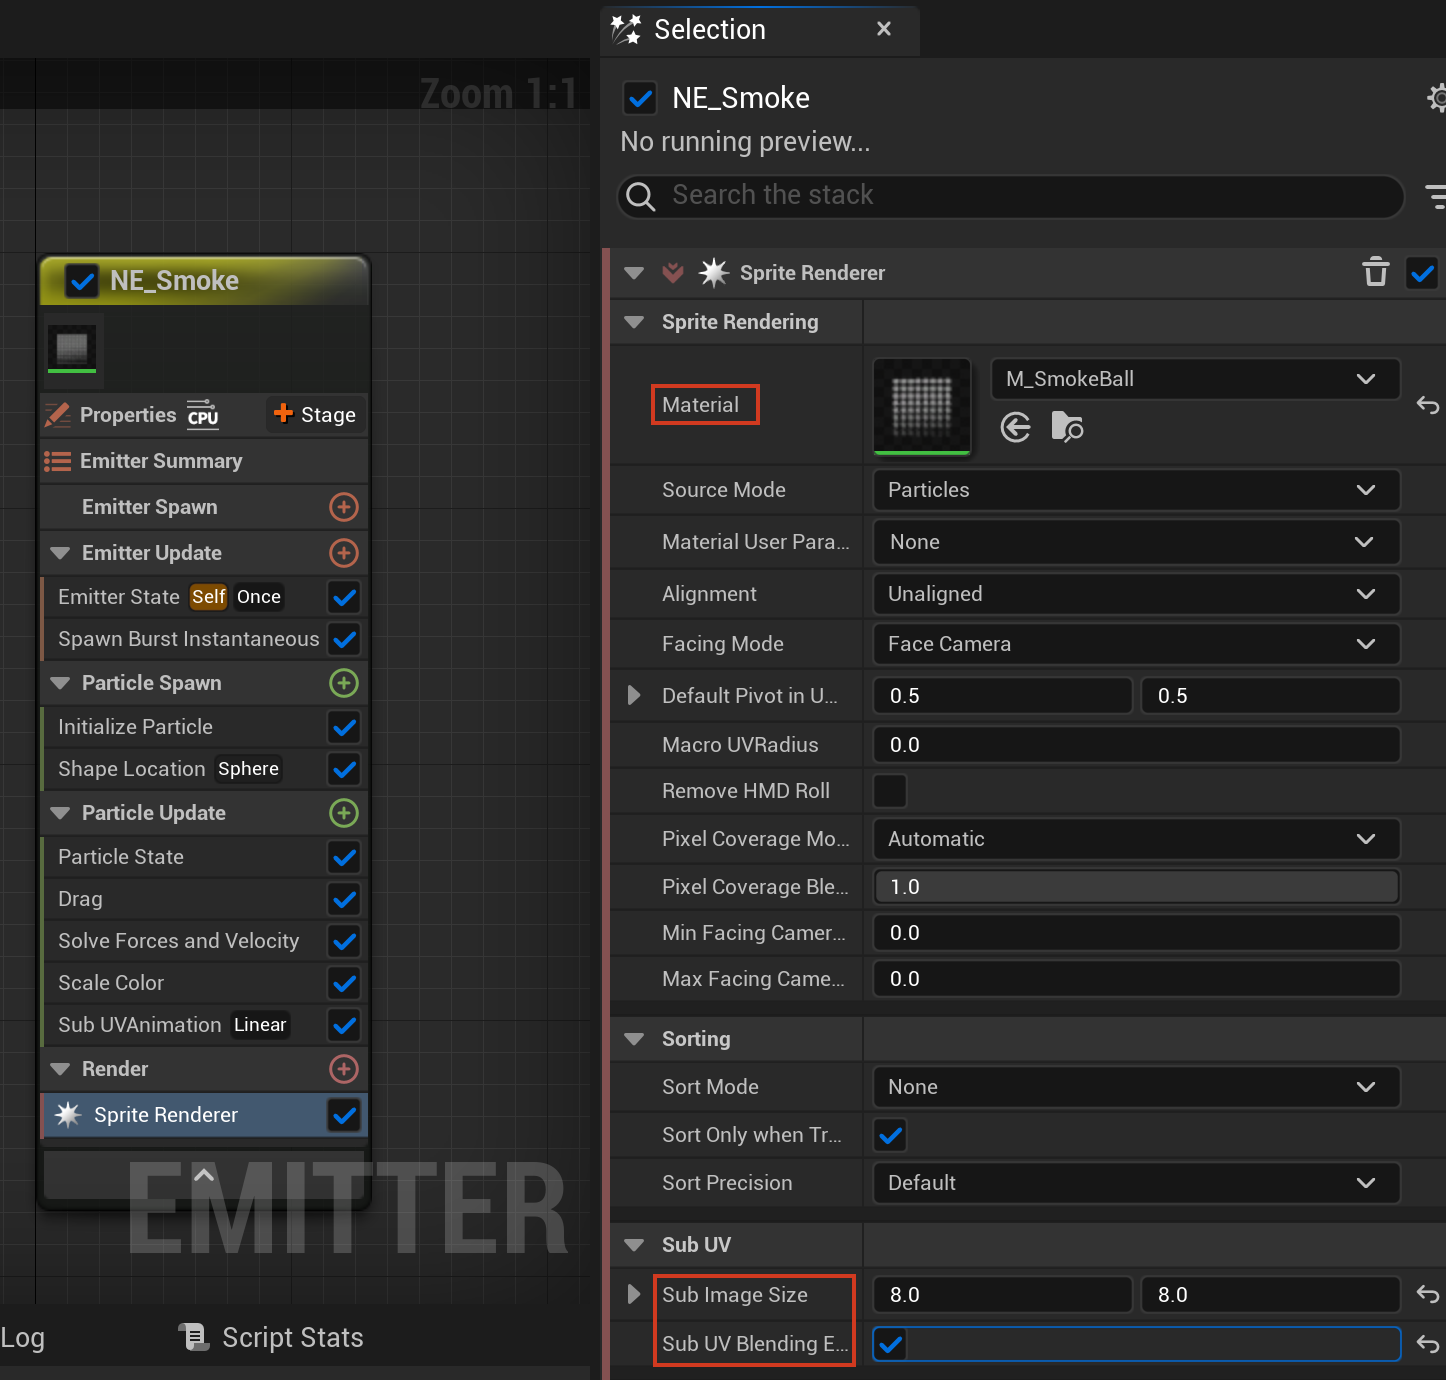 Zoom 1:1
NE_Smoke
Properties CPU Stage
Emitter Summary
Emitter Spawn
Emitter Update
Emitter State Self Once
Spawn Burst Instantaneous
Particle Spawn
Initialize Particle
Shape Location Sphere
Particle Update
Particle State
Drag
Solve Forces and Velocity
Scale Color
Sub UVAnimation Linear
Render
Sprite Renderer
EMITTER
Log
Script Stats
Selection
NE_Smoke
No running preview...
Search the stack
Sprite Renderer
Sprite Rendering
Material M_SmokeBall
Source Mode Particles
Material User Para... None
Alignment Unaligned
Facing Mode Face Camera
Default Pivot in U... 0.5 0.5
Macro UVRadius 0.0
Remove HMD Roll
Pixel Coverage Mo... Automatic
Pixel Coverage Ble... 1.0
Min Facing Camer... 0.0
Max Facing Came... 0.0
Sorting
Sort Mode None
Sort Only when Tr...
Sort Precision Default
Sub UV
Sub Image Size 8.0 8.0
Sub UV Blending E...